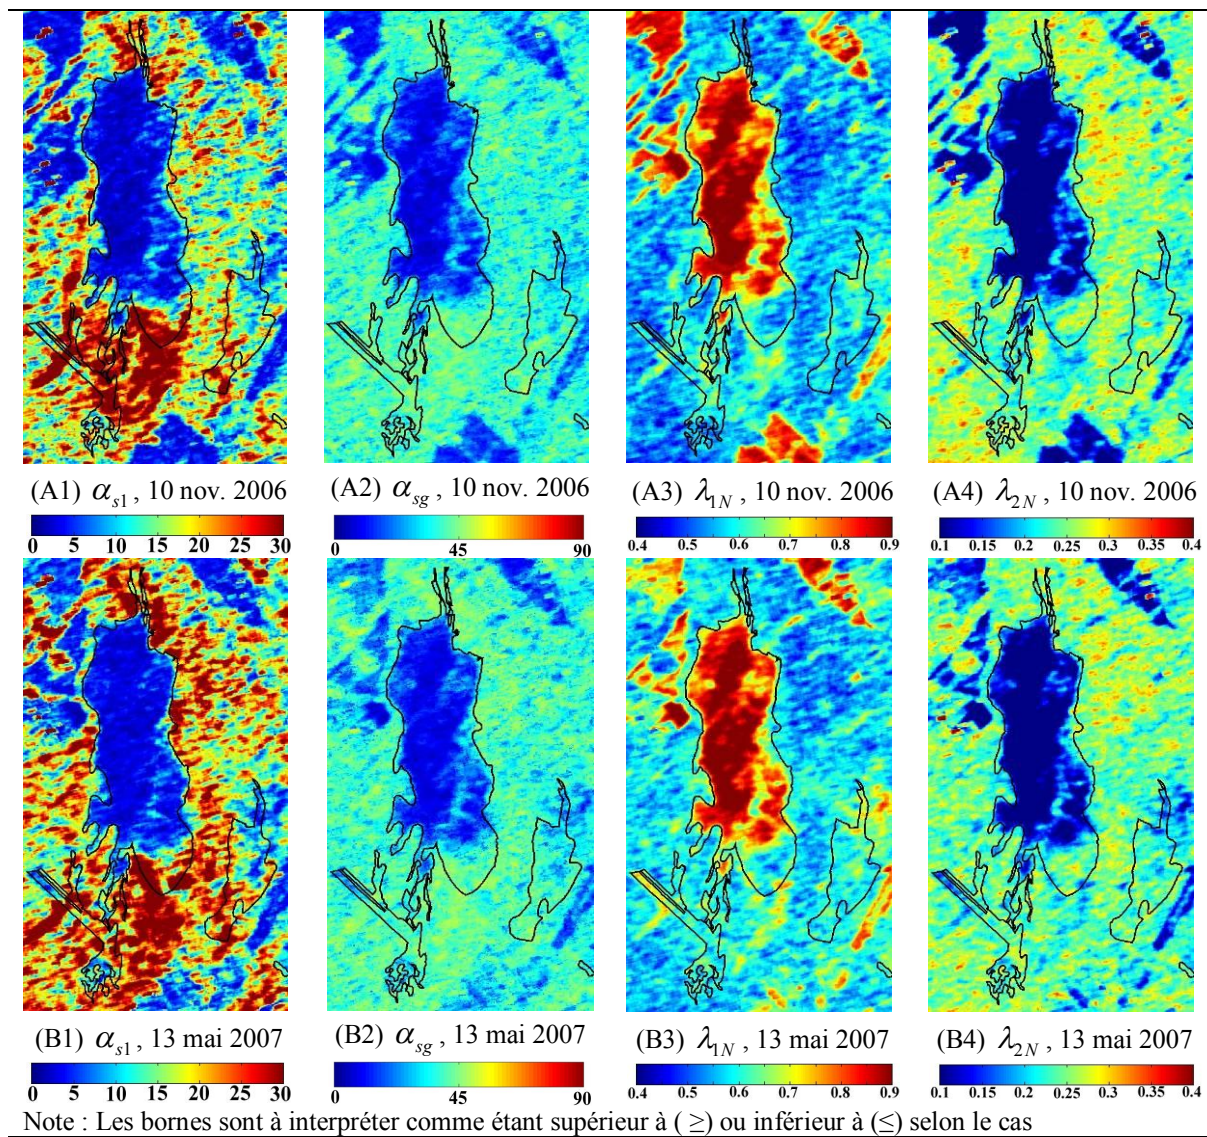 (A1) αs1 , 10 nov. 2006 (A2) αsg , 10 nov. 2006 (A3) λ1N , 10 nov. 2006 (A4) λ2N , 10 nov. 2006
0 5 10 15 20 25 30 0 45 90 0.4 0.5 0.6 0.7 0.8 0.9 0.1 0.15 0.2 0.25 0.3 0.35 0.4
(B1) αs1 , 13 mai 2007 (B2) αsg , 13 mai 2007 (B3) λ1N , 13 mai 2007 (B4) λ2N , 13 mai 2007
0 5 10 15 20 25 30 0 45 90 0.4 0.5 0.6 0.7 0.8 0.9 0.1 0.15 0.2 0.25 0.3 0.35 0.4
Note : Les bornes sont à interpréter comme étant supérieur à ( ≥) ou inférieur à (≤) selon le cas